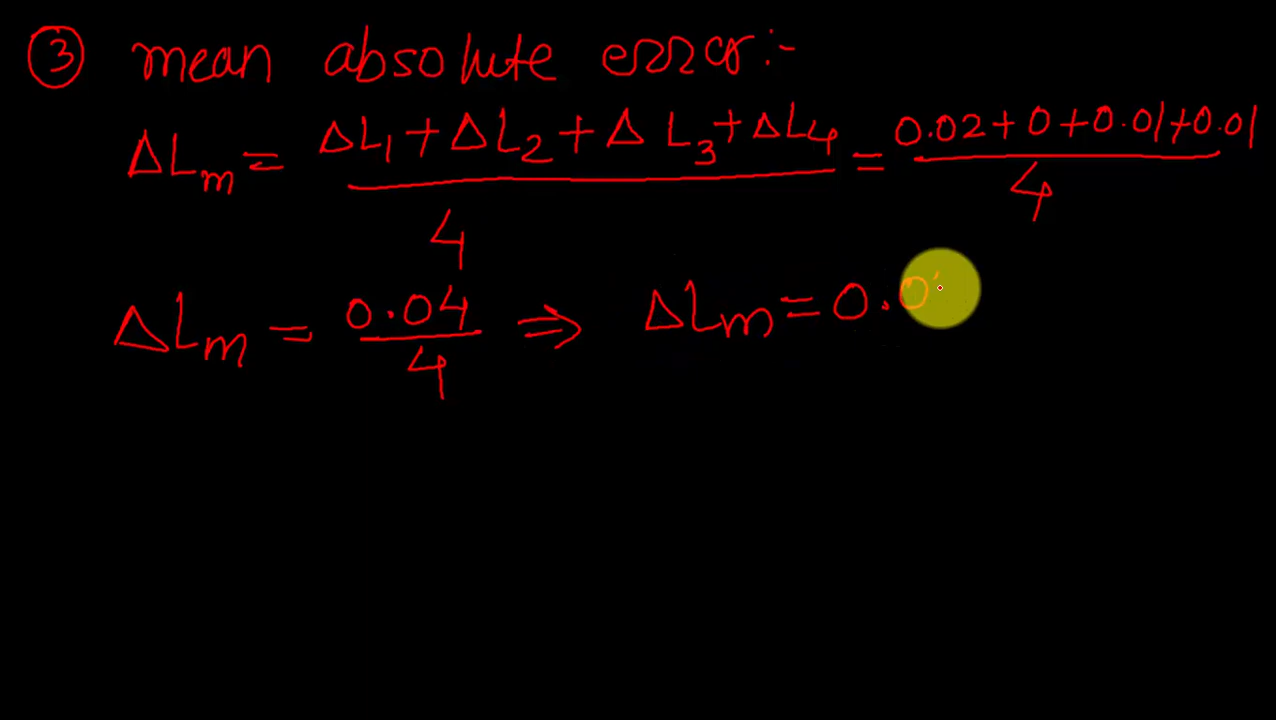 ③ mean absolute error:-
ΔLm = (ΔL1 + ΔL2 + ΔL3 + ΔL4)/4 = (0.02 + 0 + 0.01 + 0.01)/4
ΔLm = 0.04/4 ⇒ ΔLm = 0.0